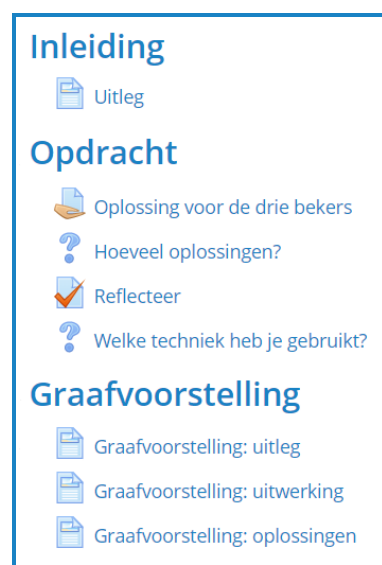 Inleiding
Uitleg
Opdracht
Oplossing voor de drie bekers
Hoeveel oplossingen?
Reflecteer
Welke techniek heb je gebruikt?
Graafvoorstelling
Graafvoorstelling: uitleg
Graafvoorstelling: uitwerking
Graafvoorstelling: oplossingen